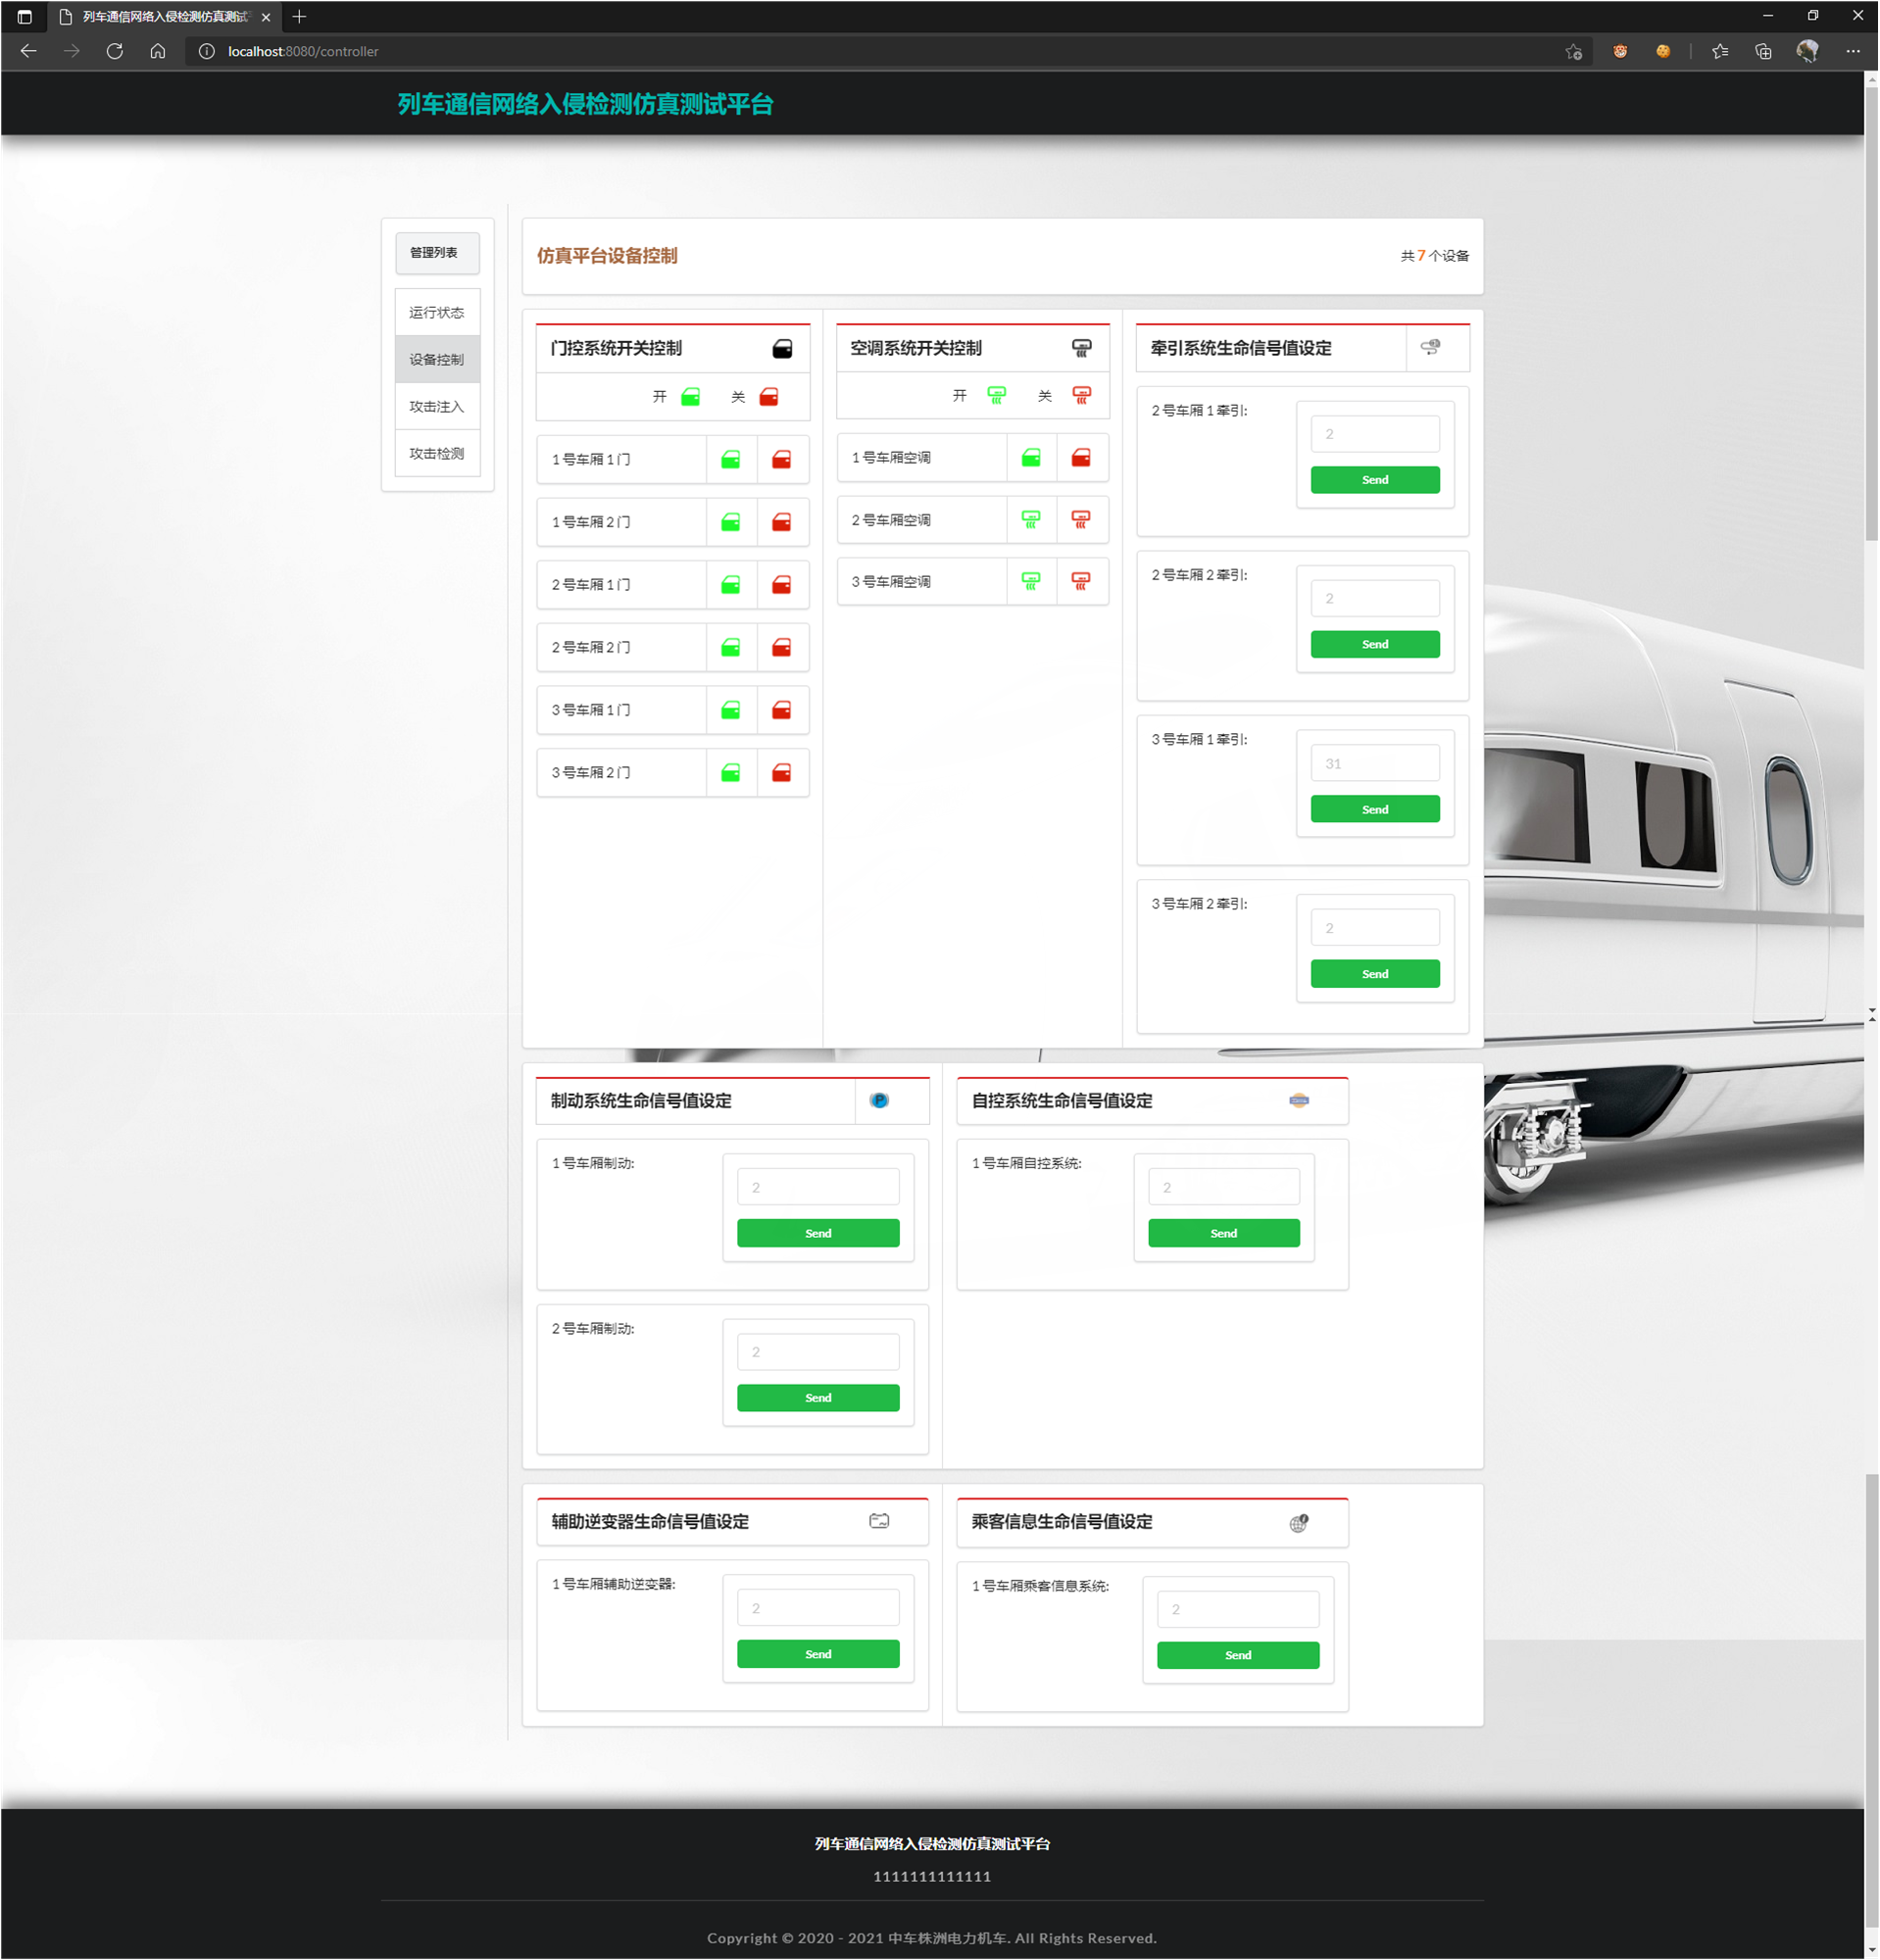 列车通信网络入侵检测仿真测试
localhost:8080/controller
列车通信网络入侵检测仿真测试平台
管理列表
运行状态
设备控制
攻击注入
攻击检测
仿真平台设备控制
共 7 个设备
门控系统开关控制
开 关
1 号车厢 1 门
1 号车厢 2 门
2 号车厢 1 门
2 号车厢 2 门
3 号车厢 1 门
3 号车厢 2 门
空调系统开关控制
开 关
1 号车厢空调
2 号车厢空调
3 号车厢空调
牵引系统生命信号值设定
2 号车厢 1 牵引:
2
Send
2 号车厢 2 牵引:
2
Send
3 号车厢 1 牵引:
31
Send
3 号车厢 2 牵引:
2
Send
制动系统生命信号值设定
P
1 号车厢制动:
2
Send
2 号车厢制动:
2
Send
自控系统生命信号值设定
1 号车厢自控系统:
2
Send
辅助逆变器生命信号值设定
1 号车厢辅助逆变器:
2
Send
乘客信息生命信号值设定
1 号车厢乘客信息系统:
2
Send
列车通信网络入侵检测仿真测试平台
1111111111111
Copyright © 2020 - 2021 中车株洲电力机车. All Rights Reserved.